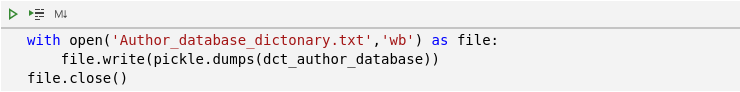 M↓
with open('Author_database_dictonary.txt','wb') as file:
    file.write(pickle.dumps(dct_author_database))
file.close()